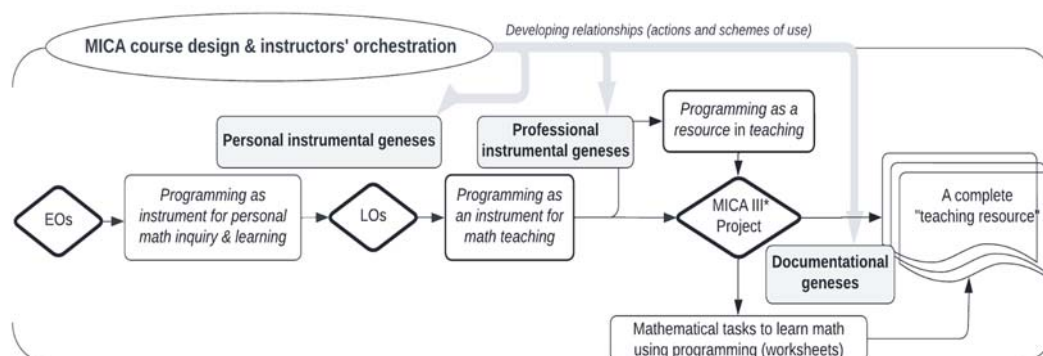 MICA course design & instructors' orchestration
Developing relationships (actions and schemes of use)
Personal instrumental geneses
Professional
instrumental geneses
Programming as a
resource in teaching
EOs
Programming as
instrument for personal
math inquiry & learning
LOs
Programming as
an instrument for
math teaching
MICA III*
Project
Documentational
geneses
A complete
"teaching resource"
Mathematical tasks to learn math
using programming (worksheets)